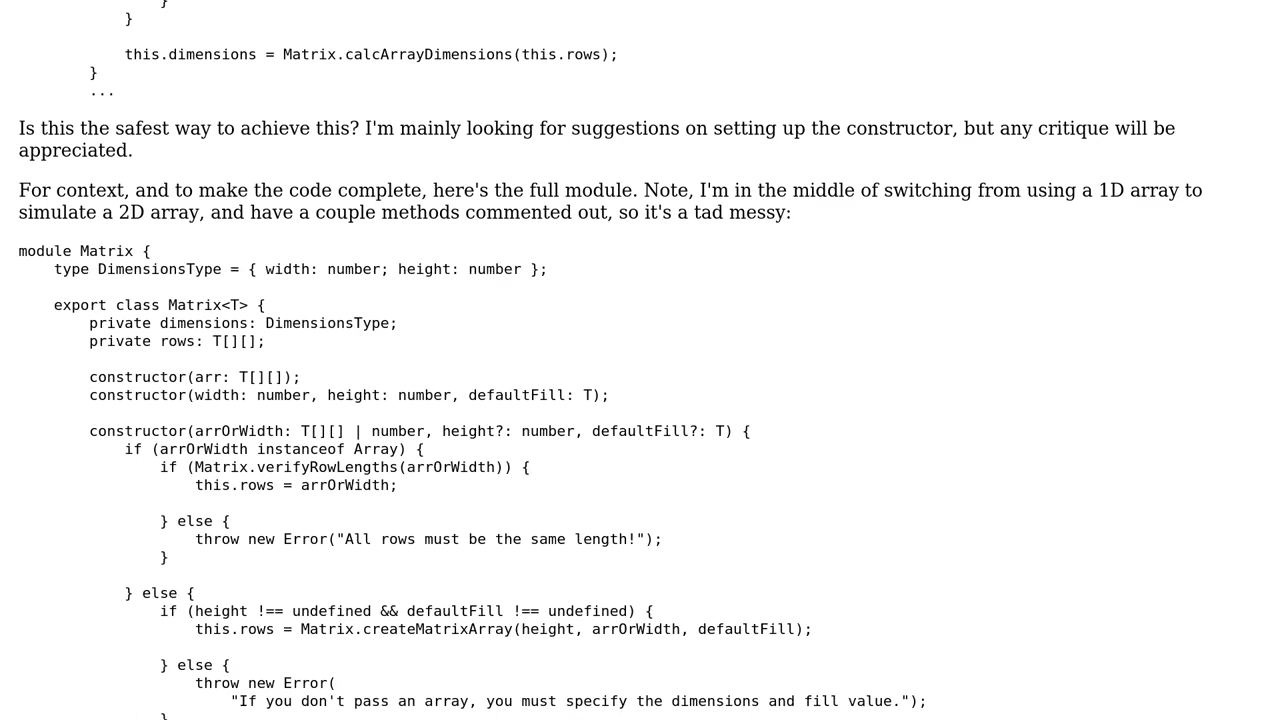 }
            }

            this.dimensions = Matrix.calcArrayDimensions(this.rows);
        }
        ...
Is this the safest way to achieve this? I'm mainly looking for suggestions on setting up the constructor, but any critique will be
appreciated.
For context, and to make the code complete, here's the full module. Note, I'm in the middle of switching from using a 1D array to
simulate a 2D array, and have a couple methods commented out, so it's a tad messy:
module Matrix {
    type DimensionsType = { width: number; height: number };

    export class Matrix<T> {
        private dimensions: DimensionsType;
        private rows: T[][];

        constructor(arr: T[][]);
        constructor(width: number, height: number, defaultFill: T);

        constructor(arrOrWidth: T[][] | number, height?: number, defaultFill?: T) {
            if (arrOrWidth instanceof Array) {
                if (Matrix.verifyRowLengths(arrOrWidth)) {
                    this.rows = arrOrWidth;

                } else {
                    throw new Error("All rows must be the same length!");
                }

            } else {
                if (height !== undefined && defaultFill !== undefined) {
                    this.rows = Matrix.createMatrixArray(height, arrOrWidth, defaultFill);

                } else {
                    throw new Error(
                        "If you don't pass an array, you must specify the dimensions and fill value.");
                }